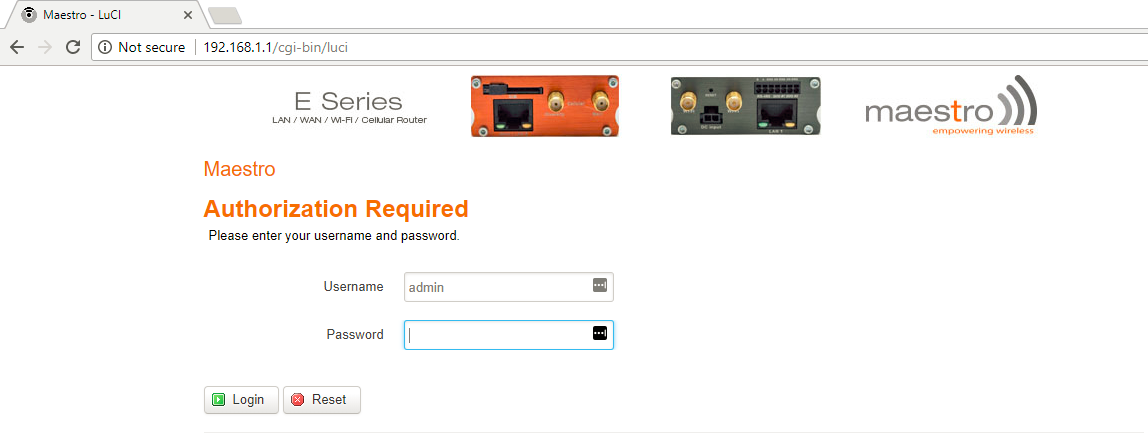 Maestro - LuCI
Not secure 192.168.1.1/cgi-bin/luci
E Series
LAN / WAN / Wi-Fi / Cellular Router
maestro
empowering wireless
Maestro
Authorization Required
Please enter your username and password.
Username admin
Password
Login Reset